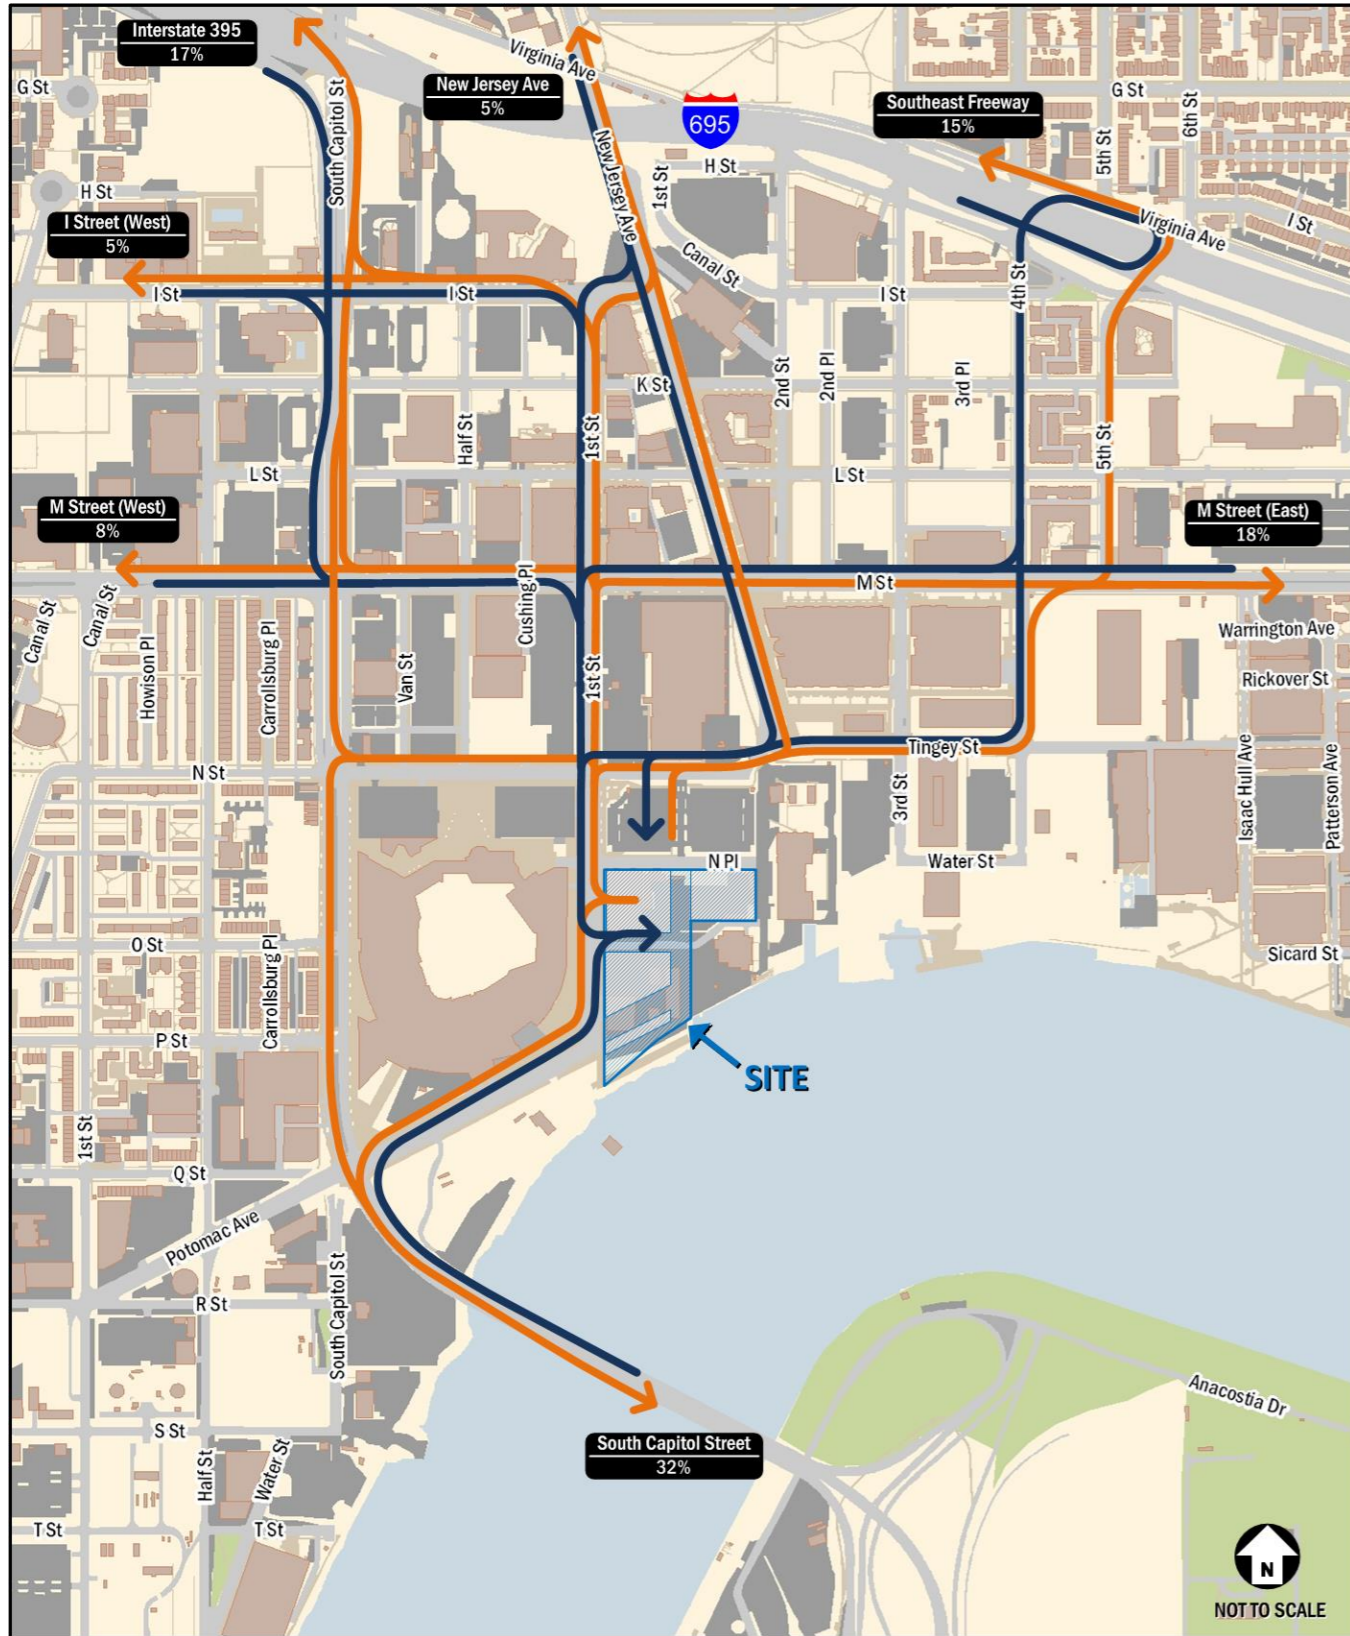 Interstate 395
17%
Virginia Ave
New Jersey Ave
5%
695
Southeast Freeway
15%
G St
G St
6th St
5th St
South Capitol St
New Jersey Ave
1st St
H St
H St
I Street (West)
5%
Virginia Ave
I St
Canal St
4th St
I St
I St
I St
K St
2nd St
2nd Pl
3rd Pl
Half St
1st St
5th St
L St
L St
M Street (West)
8%
M Street (East)
18%
M St
Canal St
Canal St
Cushing Pl
Howison Pl
Carrollsburg Pl
Van St
1st St
Warrington Ave
Rickover St
Tingey St
N St
3rd St
Isaac Hull Ave
Patterson Ave
N Pl
Water St
O St
Carrollsburg Pl
Sicard St
P St
SITE
1st St
Q St
Potomac Ave
R St
South Capitol St
Anacostia Dr
S St
South Capitol Street
32%
Half St
Water St
T St
T St
N
NOT TO SCALE